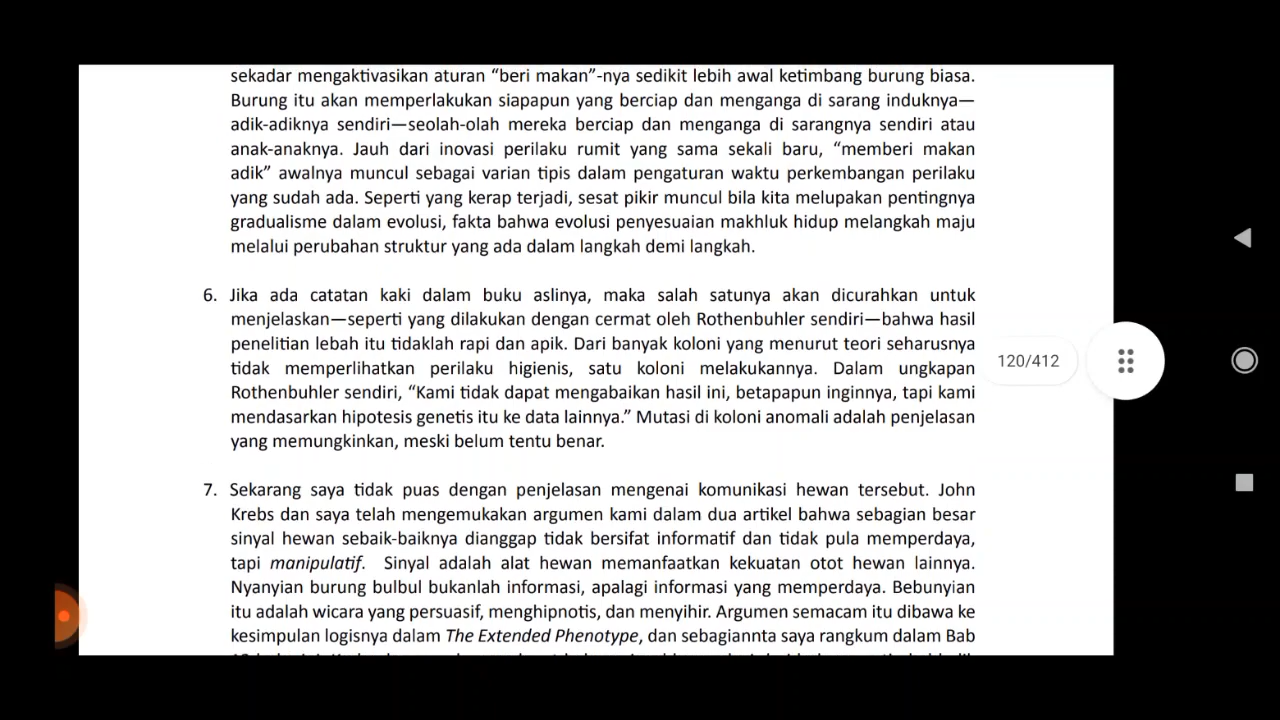 sekadar mengaktivasikan aturan “beri makan”-nya sedikit lebih awal ketimbang burung biasa.
Burung itu akan memperlakukan siapapun yang berciap dan menganga di sarang induknya—
adik-adiknya sendiri—seolah-olah mereka berciap dan menganga di sarangnya sendiri atau
anak-anaknya. Jauh dari inovasi perilaku rumit yang sama sekali baru, “memberi makan
adik” awalnya muncul sebagai varian tipis dalam pengaturan waktu perkembangan perilaku
yang sudah ada. Seperti yang kerap terjadi, sesat pikir muncul bila kita melupakan pentingnya
gradualisme dalam evolusi, fakta bahwa evolusi penyesuaian makhluk hidup melangkah maju
melalui perubahan struktur yang ada dalam langkah demi langkah.
6. Jika ada catatan kaki dalam buku aslinya, maka salah satunya akan dicurahkan untuk
menjelaskan—seperti yang dilakukan dengan cermat oleh Rothenbuhler sendiri—bahwa hasil
penelitian lebah itu tidaklah rapi dan apik. Dari banyak koloni yang menurut teori seharusnya
tidak memperlihatkan perilaku higienis, satu koloni melakukannya. Dalam ungkapan
Rothenbuhler sendiri, “Kami tidak dapat mengabaikan hasil ini, betapapun inginnya, tapi kami
mendasarkan hipotesis genetis itu ke data lainnya.” Mutasi di koloni anomali adalah penjelasan
yang memungkinkan, meski belum tentu benar.
120/412
7. Sekarang saya tidak puas dengan penjelasan mengenai komunikasi hewan tersebut. John
Krebs dan saya telah mengemukakan argumen kami dalam dua artikel bahwa sebagian besar
sinyal hewan sebaik-baiknya dianggap tidak bersifat informatif dan tidak pula memperdaya,
tapi manipulatif. Sinyal adalah alat hewan memanfaatkan kekuatan otot hewan lainnya.
Nyanyian burung bulbul bukanlah informasi, apalagi informasi yang memperdaya. Bebunyian
itu adalah wicara yang persuasif, menghipnotis, dan menyihir. Argumen semacam itu dibawa ke
kesimpulan logisnya dalam The Extended Phenotype, dan sebagiannta saya rangkum dalam Bab